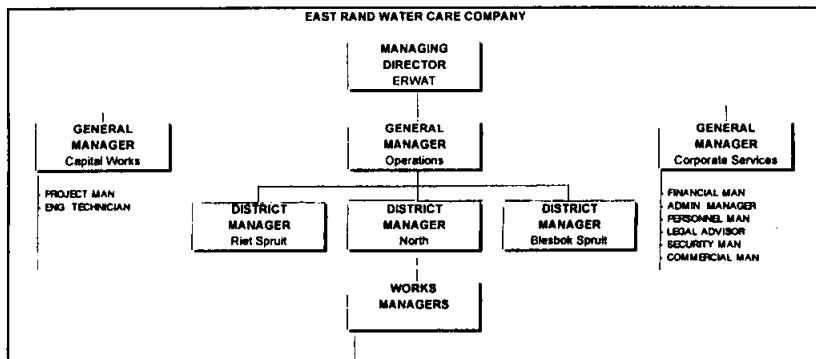 EAST RAND WATER CARE COMPANY
MANAGING
DIRECTOR
ERWAT
GENERAL
MANAGER
Capital Works
GENERAL
MANAGER
Operations
GENERAL
MANAGER
Corporate Services
PROJECT MAN
ENG TECHNICIAN
FINANCIAL MAN
ADMIN MANAGER
PERSONNEL MAN
LEGAL ADVISOR
SECURITY MAN
COMMERCIAL MAN
DISTRICT
MANAGER
Riet Spruit
DISTRICT
MANAGER
North
DISTRICT
MANAGER
Blesbok Spruit
WORKS
MANAGERS